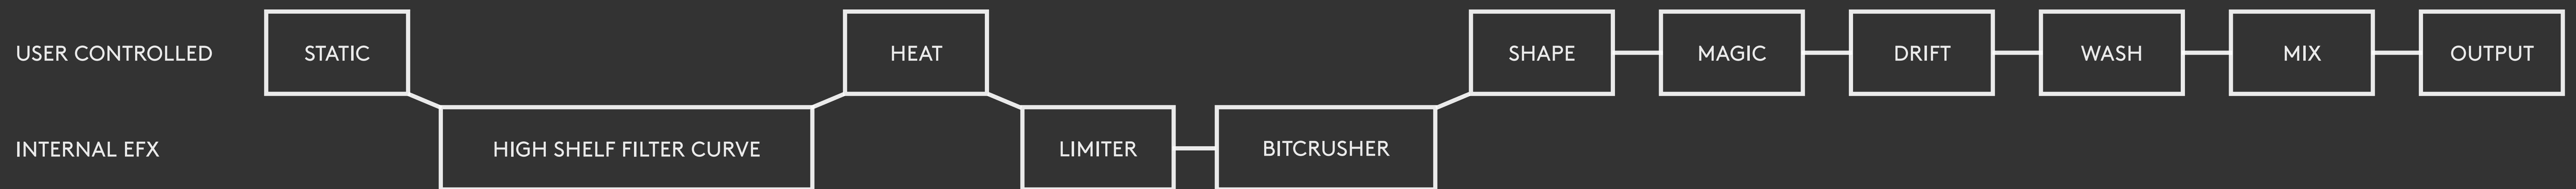 USER CONTROLLED
STATIC
HEAT
SHAPE
MAGIC
DRIFT
WASH
MIX
OUTPUT
INTERNAL EFX
HIGH SHELF FILTER CURVE
LIMITER
BITCRUSHER